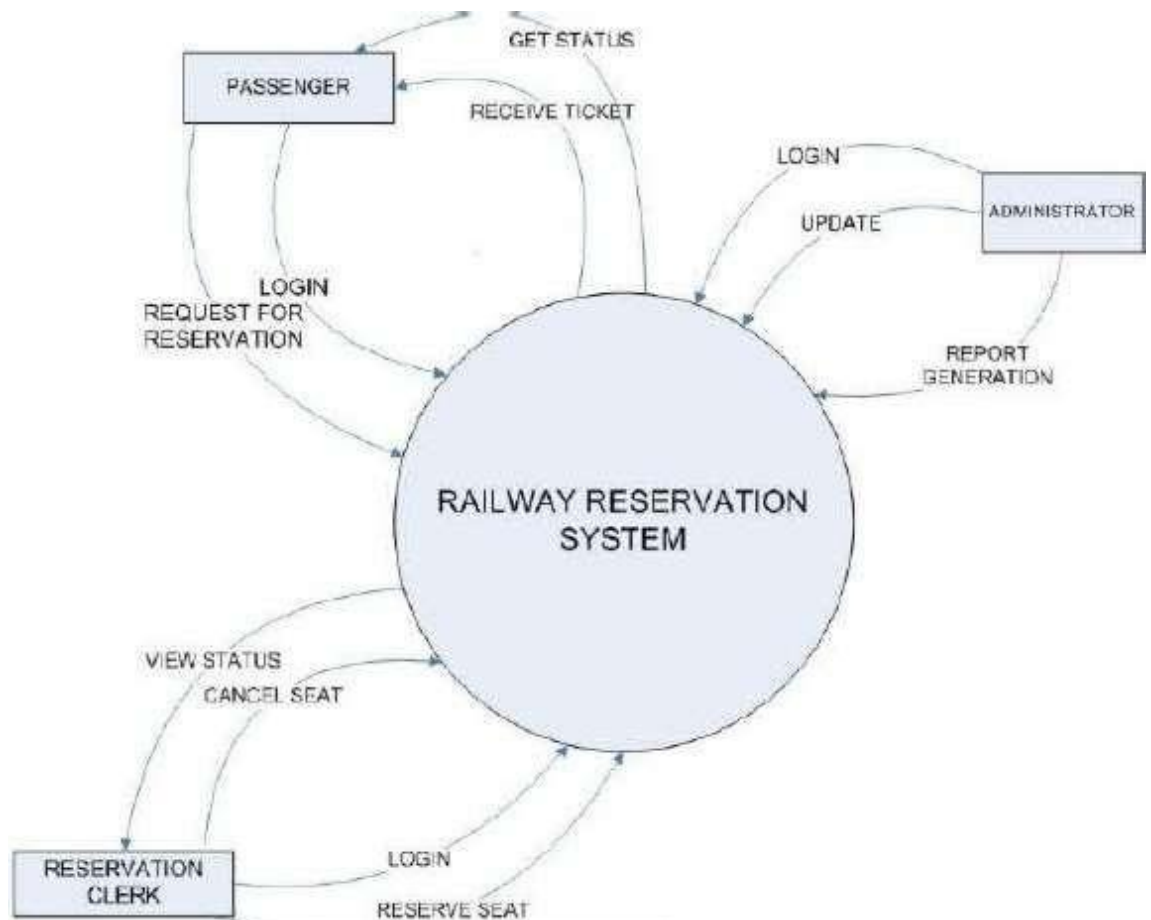 GET STATUS
PASSENGER
RECEIVE TICKET
LOGIN
ADMINISTRATOR
UPDATE
LOGIN
REQUEST FOR
RESERVATION
REPORT
GENERATION
RAILWAY RESERVATION
SYSTEM
VIEW STATUS
CANCEL SEAT
LOGIN
RESERVATION
CLERK
RESERVE SEAT